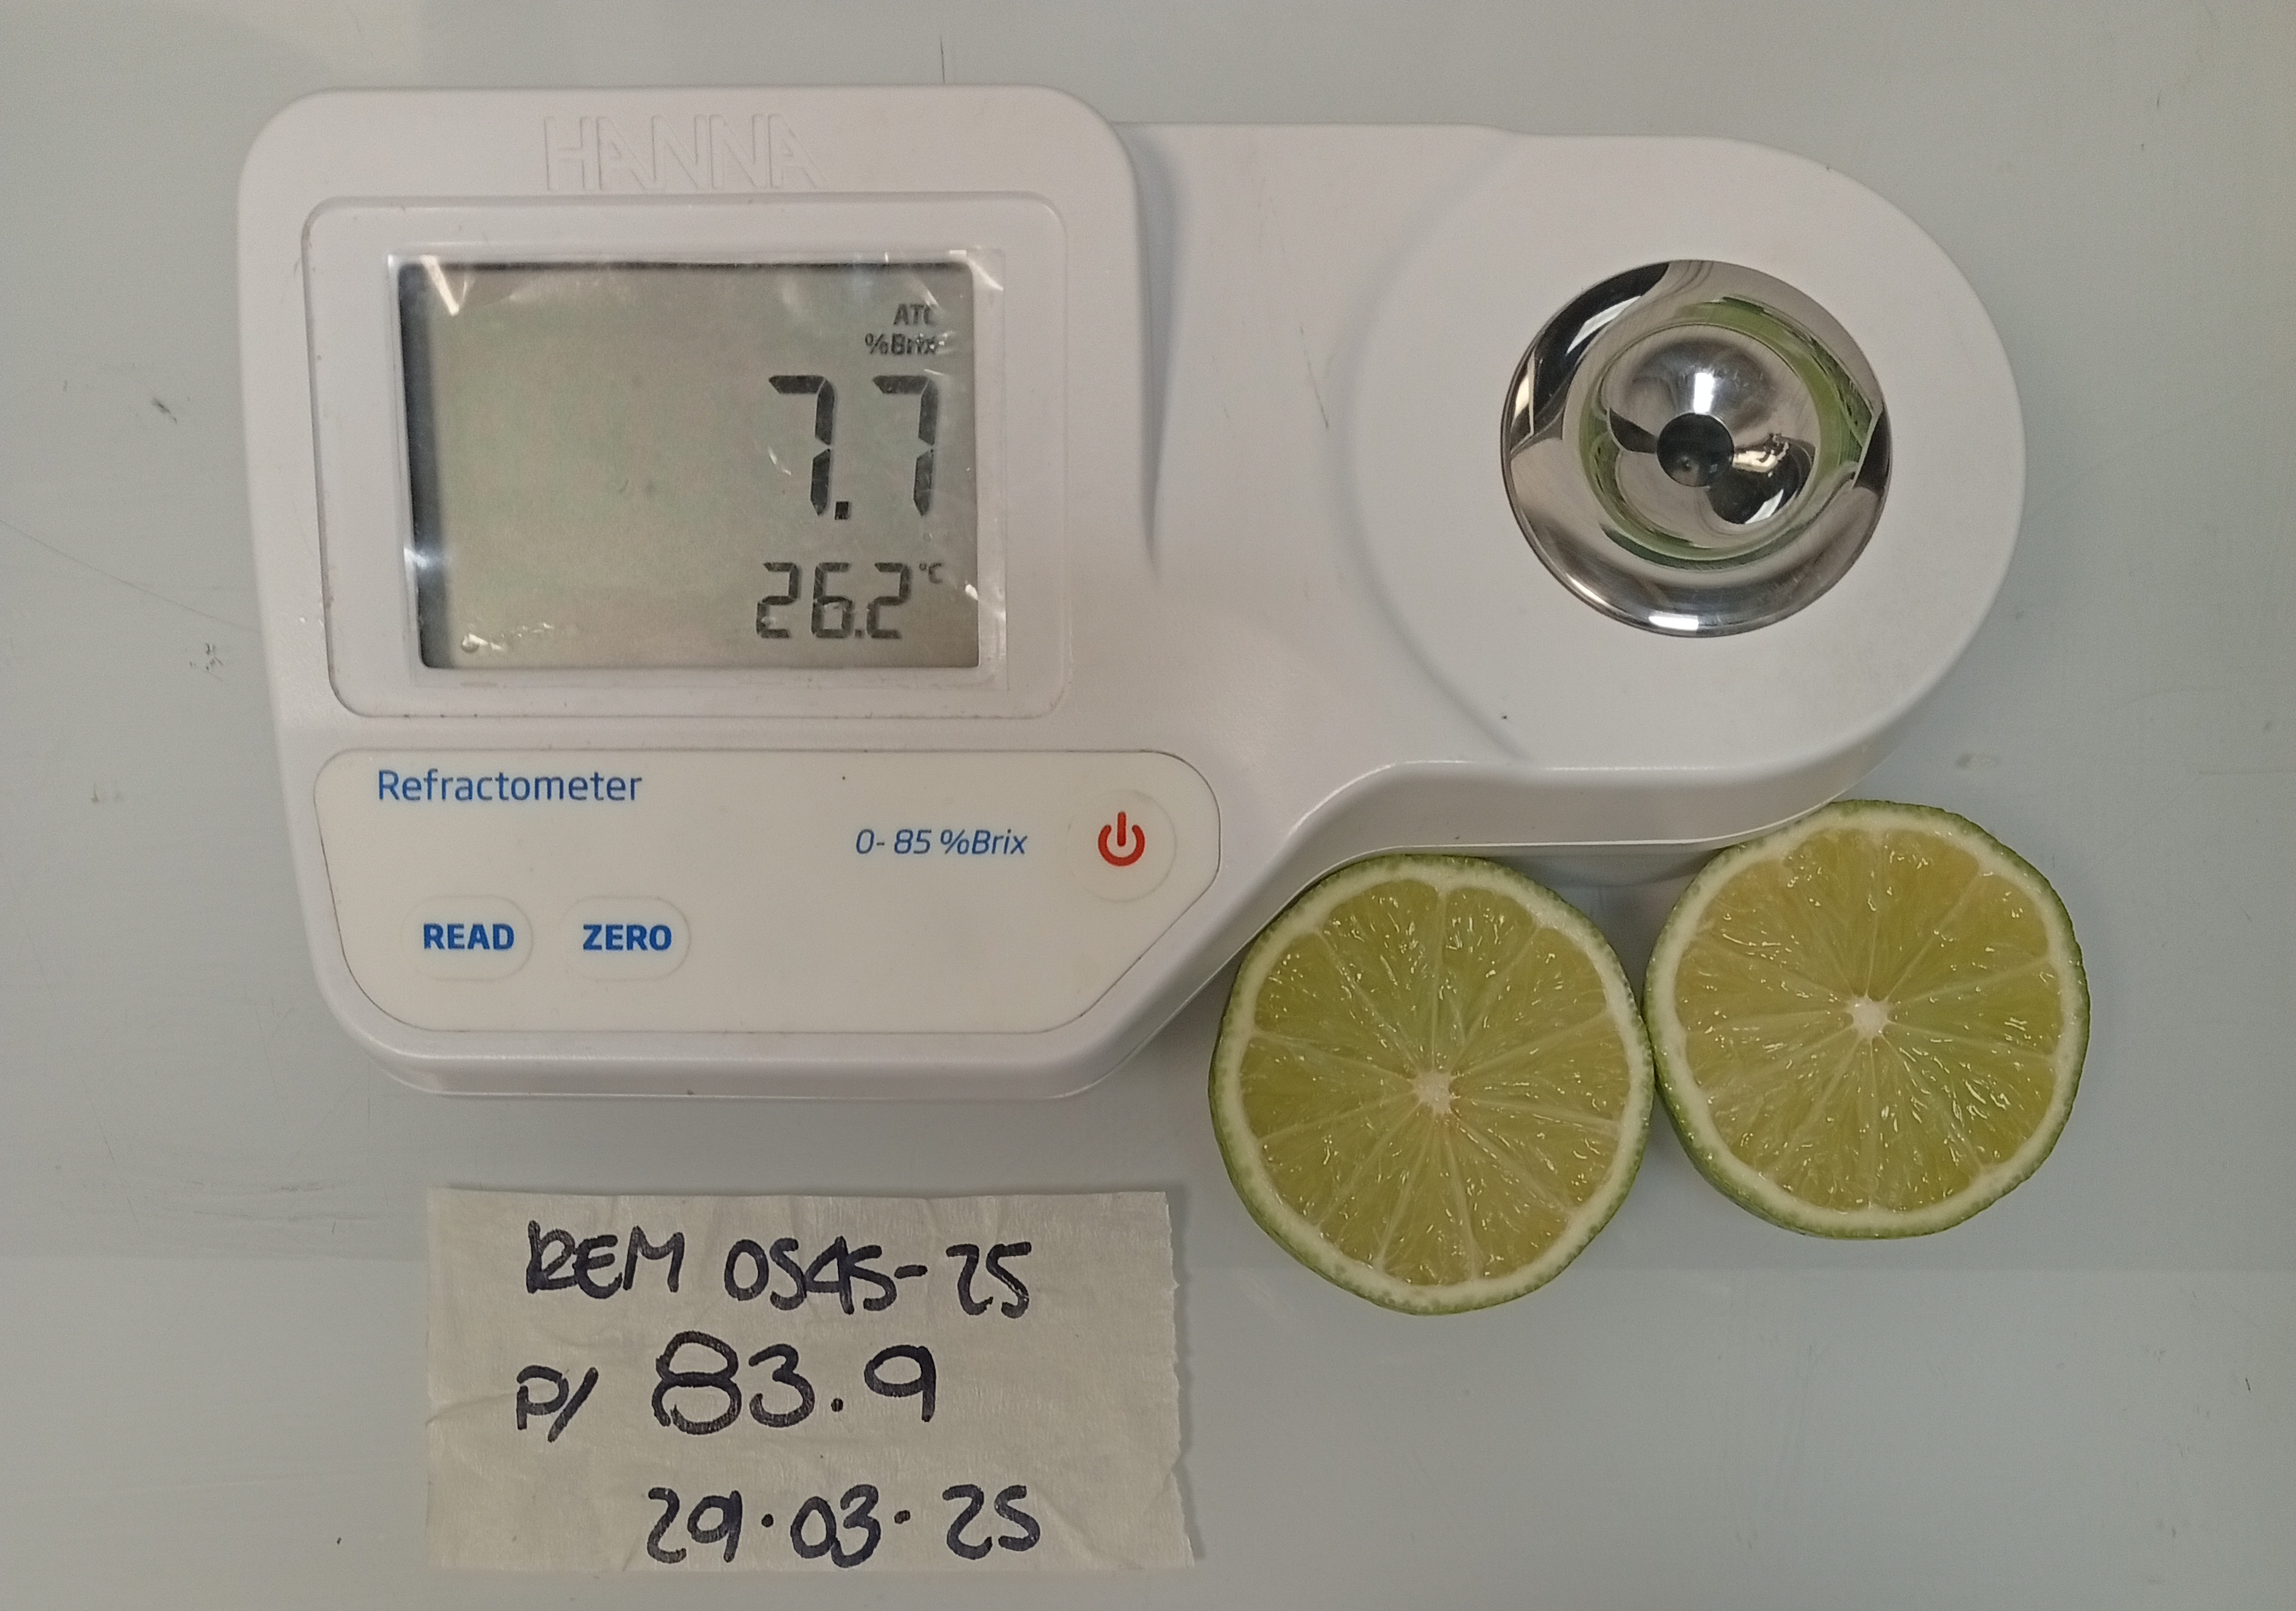 HANNA
ATC
%Brix
7.7
26.2 °C
Refractometer
0-85 %Brix
READ ZERO
REM 0545-25
P/ 83.9
29.03.25